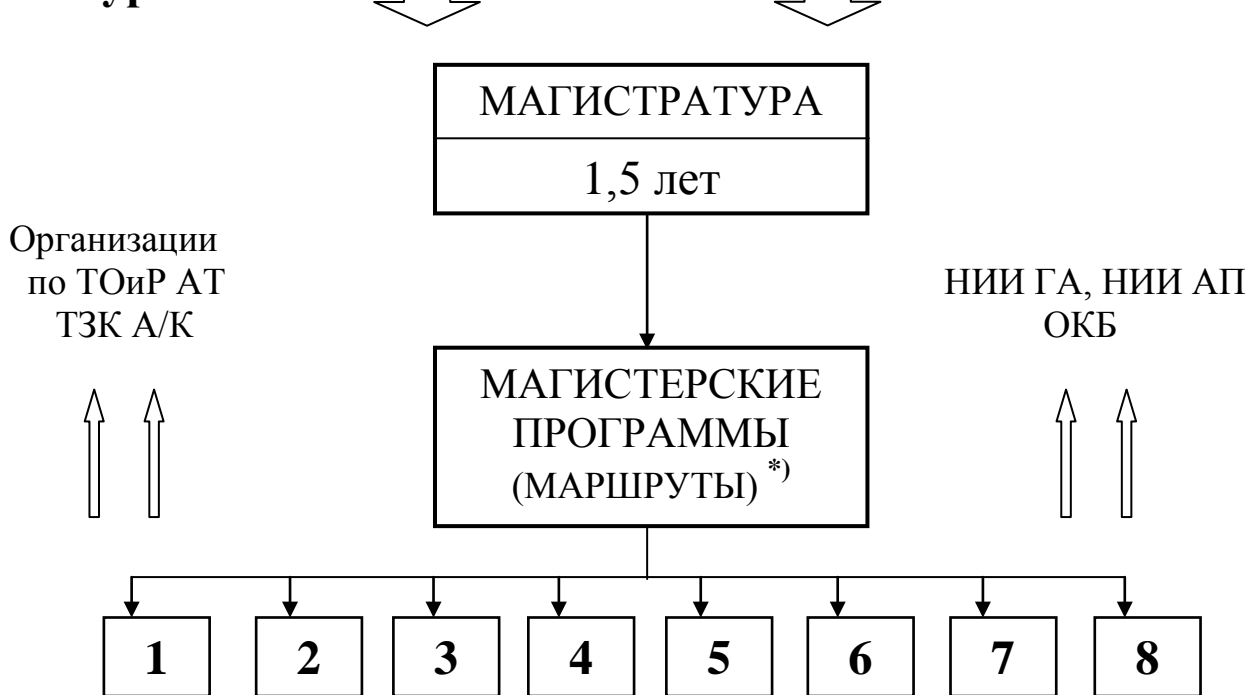 ур
МАГИСТРАТУРА
1,5 лет
Организации
по ТОиР АТ
ТЗК А/К
НИИ ГА, НИИ АП
ОКБ
МАГИСТЕРСКИЕ
ПРОГРАММЫ
(МАРШРУТЫ) *)
1 2 3 4 5 6 7 8